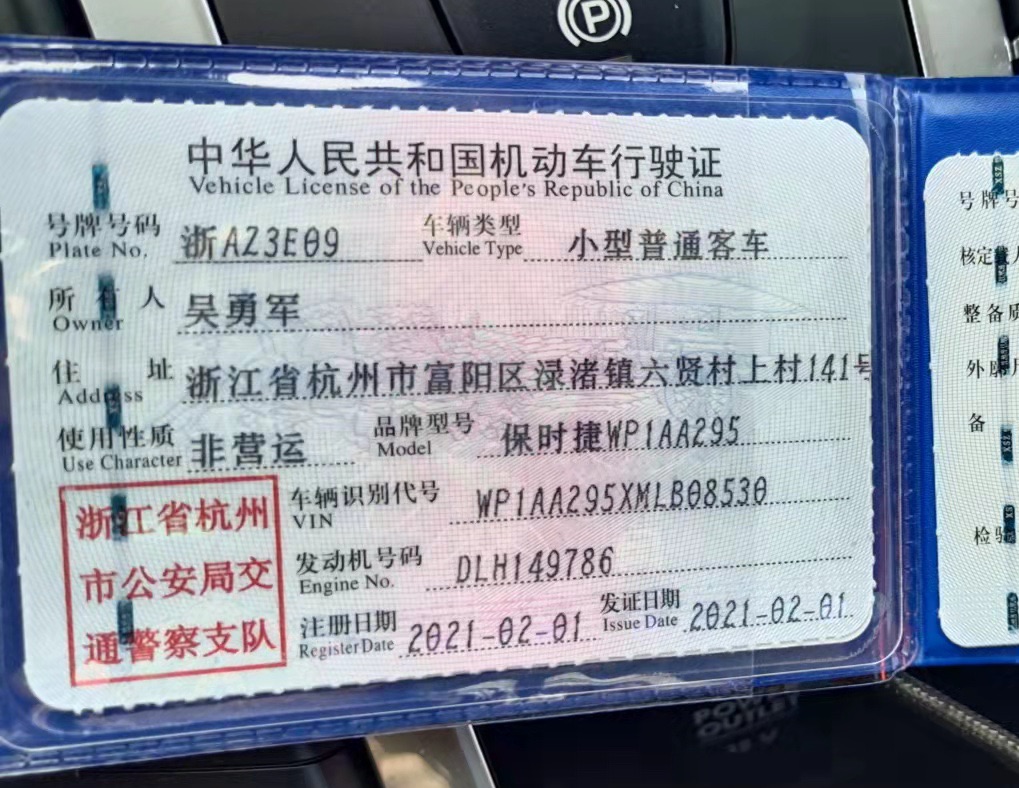 P
中华人民共和国机动车行驶证
Vehicle License of the People's Republic of China
号牌号码 浙AZ3E09 车辆类型 小型普通客车
Plate No. Vehicle Type
所有人 吴勇军
Owner
住址 浙江省杭州市富阳区渌渚镇六贤村上村141号
Address
使用性质 非营运 品牌型号 保时捷WP1AA295
Use Character Model
浙江省杭州
市公安局交
通警察支队
车辆识别代号 WP1AA295XMLB08530
VIN
发动机号码 DLH149786
Engine No.
注册日期 2021-02-01 发证日期 2021-02-01
Register Date Issue Date
号牌号
核定载人
整备质
外廓尺
备
检验
POWER
OUTLET